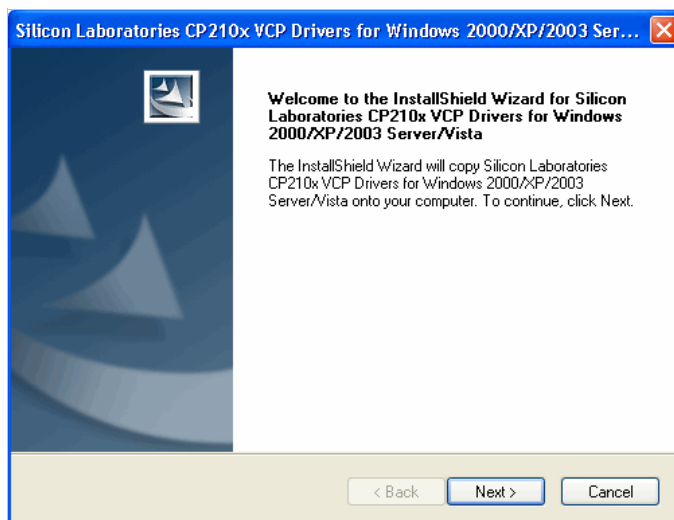 Silicon Laboratories CP210x VCP Drivers for Windows 2000/XP/2003 Ser...
Welcome to the InstallShield Wizard for Silicon
Laboratories CP210x VCP Drivers for Windows
2000/XP/2003 Server/Vista
The InstallShield Wizard will copy Silicon Laboratories
CP210x VCP Drivers for Windows 2000/XP/2003
Server/Vista onto your computer. To continue, click Next.
< Back
Next >
Cancel